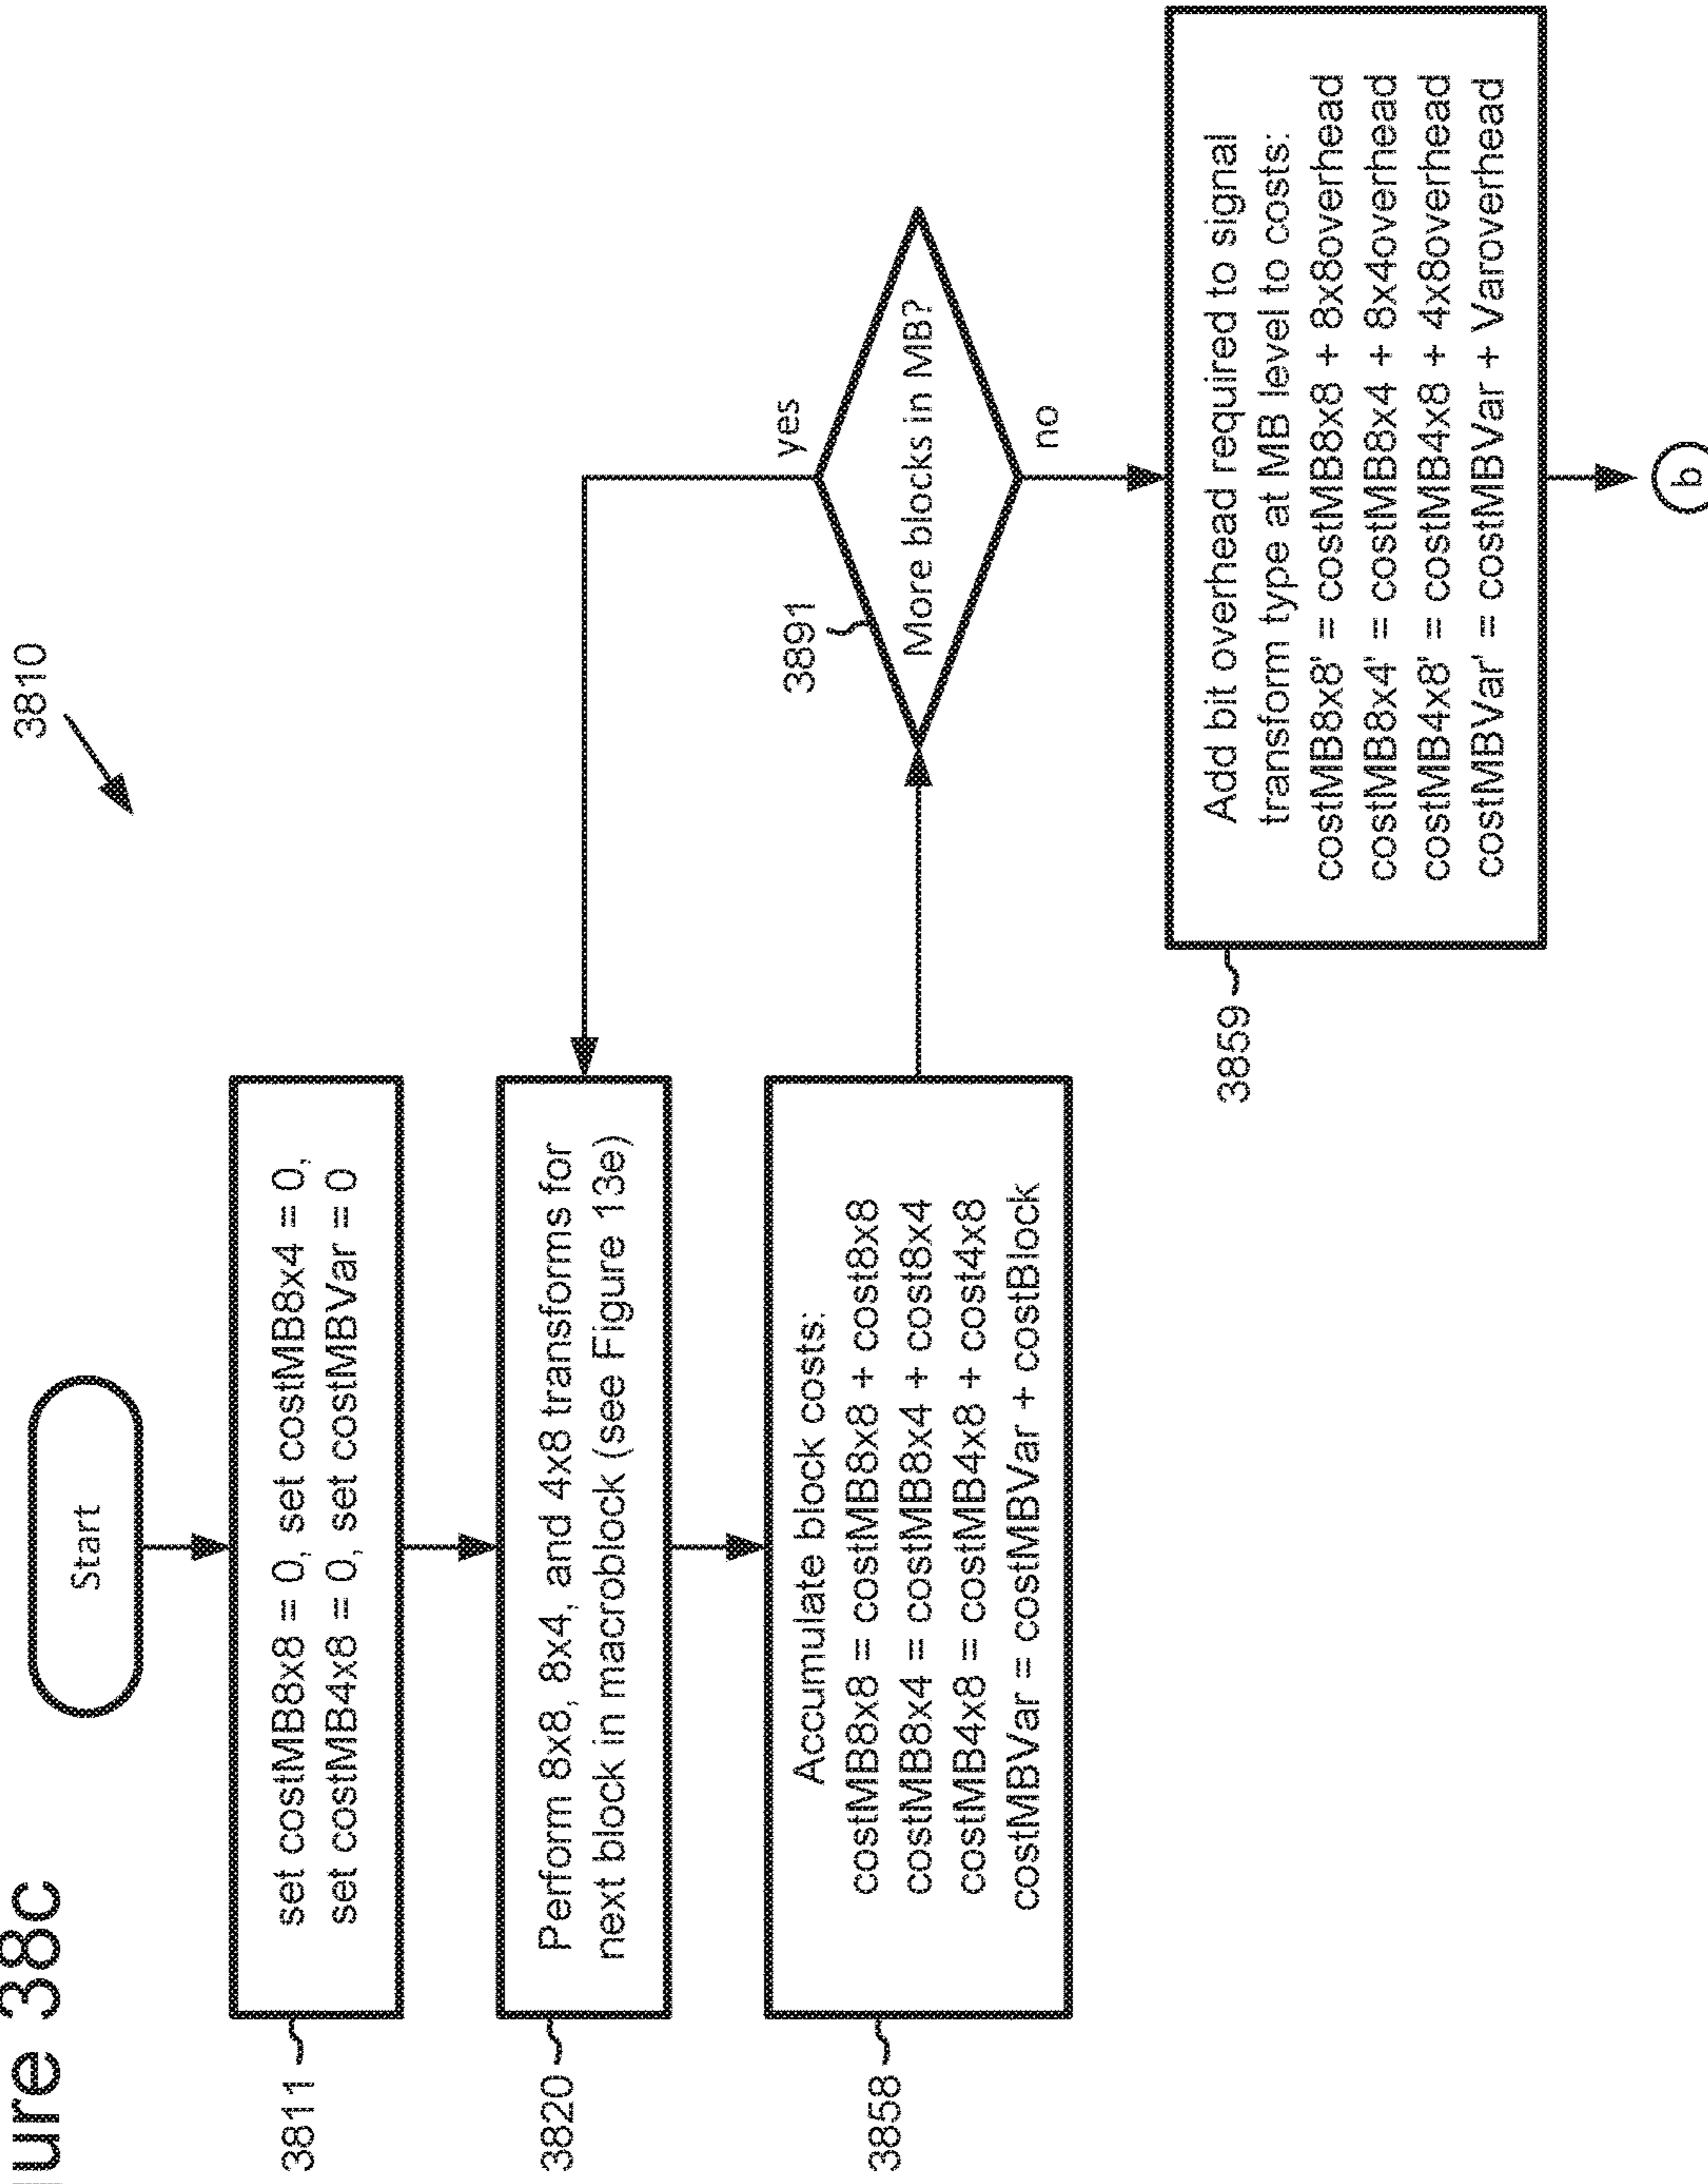 ure 38c
3810
Start
3811
set costMB8x8 = 0, set costMB8x4 = 0,
set costMB4x8 = 0, set costMBVar = 0
3820
Perform 8x8, 8x4, and 4x8 transforms for
next block in macroblock (see Figure 13e)
3858
Accumulate block costs:
costMB8x8 = costMB8x8 + cost8x8
costMB8x4 = costMB8x4 + cost8x4
costMB4x8 = costMB4x8 + cost4x8
costMBVar = costMBVar + costBlock
yes
3891
More blocks in MB?
no
3859
Add bit overhead required to signal
transform type at MB level to costs:
costMB8x8' = costMB8x8 + 8x8overhead
costMB8x4' = costMB8x4 + 8x4overhead
costMB4x8' = costMB4x8 + 4x8overhead
costMBVar' = costMBVar + Varoverhead
b